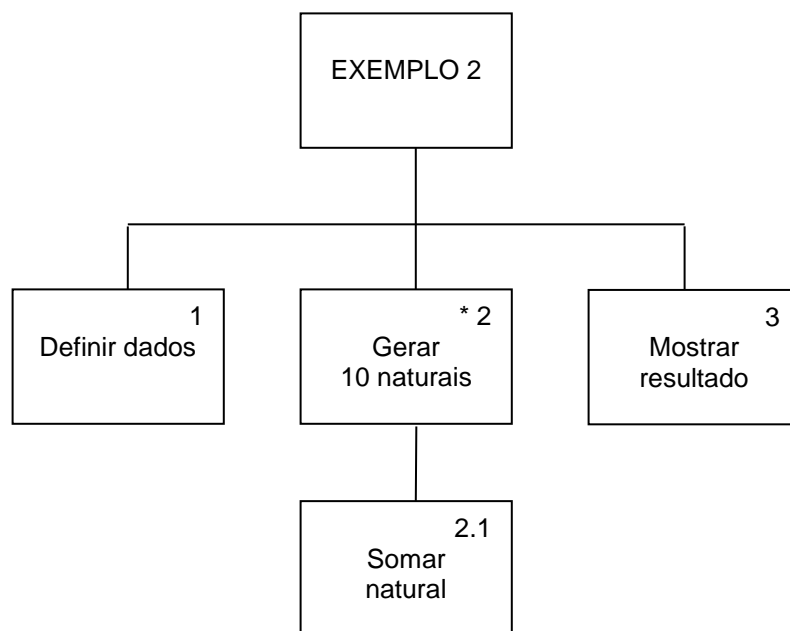 EXEMPLO 2
1
Definir dados
* 2
Gerar
10 naturais
3
Mostrar
resultado
2.1
Somar
natural